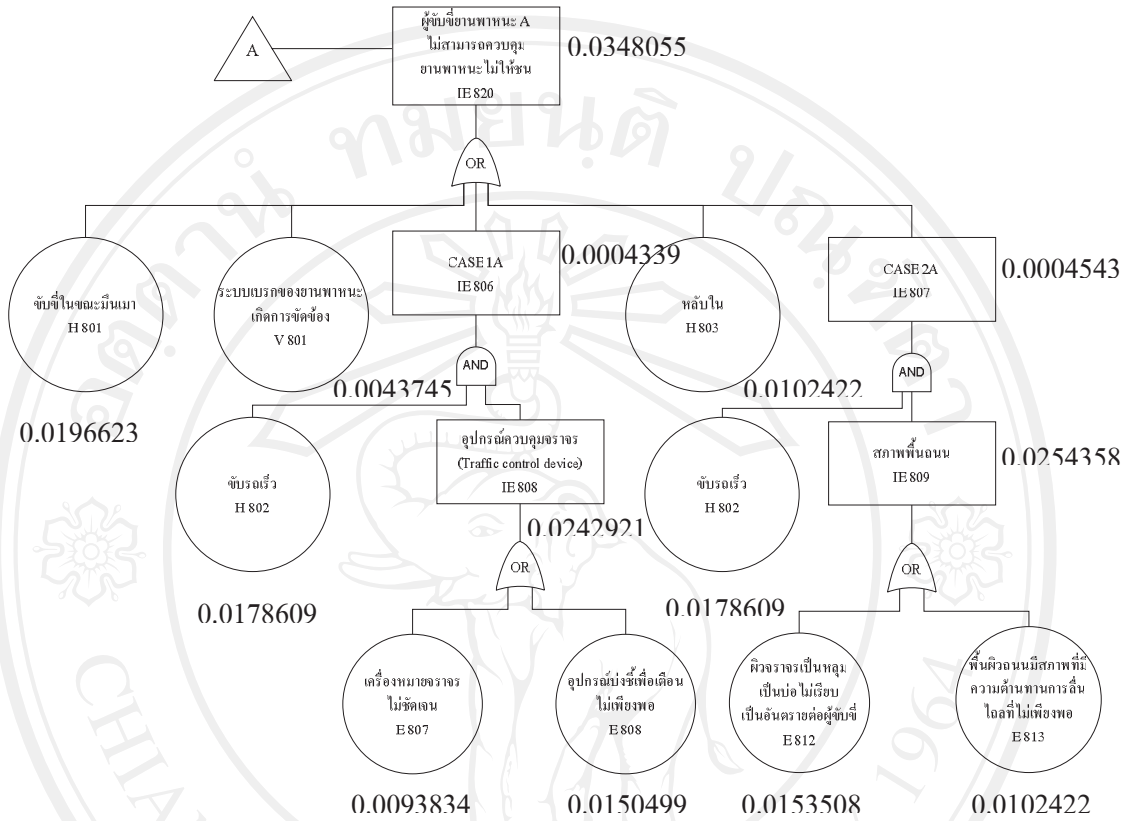 A
ผู้ขับขี่ยานพาหนะ A
ไม่สามารถควบคุม
ยานพาหนะไม่ให้ชน
IE 820
0.0348055
OR
ขับขี่ในขณะมึนเมา
H 801
0.0196623
ระบบเบรกของยานพาหนะ
เกิดการขัดข้อง
V 801
0.0043745
CASE 1A
IE 806
0.0004339
หลับใน
H 803
0.0102422
CASE 2A
IE 807
0.0004543
AND
AND
ขับรถเร็ว
H 802
0.0178609
อุปกรณ์ควบคุมจราจร
(Traffic control device)
IE 808
0.0242921
ขับรถเร็ว
H 802
0.0178609
สภาพพื้นถนน
IE 809
0.0254358
OR
OR
เครื่องหมายจราจร
ไม่ชัดเจน
E 807
0.0093834
อุปกรณ์บ่งชี้เพื่อเตือน
ไม่เพียงพอ
E 808
0.0150499
ผิวจราจรเป็นหลุม
เป็นบ่อไม่เรียบ
เป็นอันตรายต่อผู้ขับขี่
E 812
0.0153508
พื้นผิวถนนมีสภาพที่มี
ความต้านทานการลื่น
ไถลที่ไม่เพียงพอ
E 813
0.0102422
1964